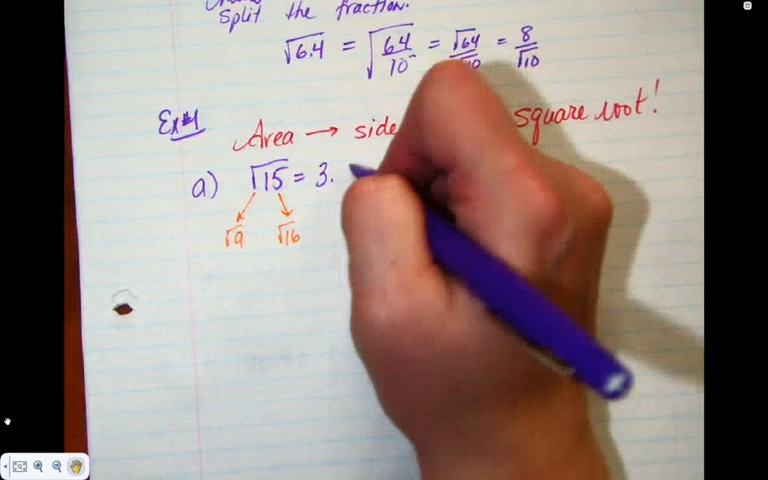 Split the fraction.
√6.4 = √64/10 = √64/√10 = 8/√10
Ex#1
Area → side square root!
a) √15 = 3.
√9 √16